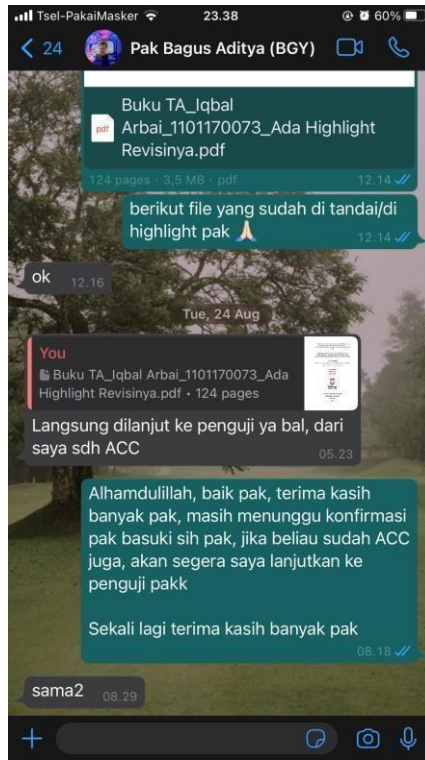 Tsel-PakaiMasker 23.38 60%
24 Pak Bagus Aditya (BGY)
Buku TA_Iqbal
Arbai_1101170073_Ada Highlight
Revisinya.pdf
pdf
124 pages · 3,5 MB · pdf 12.14
berikut file yang sudah di tandai/di
highlight pak 🙏🏻
12.14
ok 12.16
Tue, 24 Aug
You
Buku TA_Iqbal Arbai_1101170073_Ada
Highlight Revisinya.pdf • 124 pages
Langsung dilanjut ke penguji ya bal, dari
saya sdh ACC
05.23
Alhamdulillah, baik pak, terima kasih
banyak pak, masih menunggu konfirmasi
pak basuki sih pak, jika beliau sudah ACC
juga, akan segera saya lanjutkan ke
penguji pakk
Sekali lagi terima kasih banyak pak
08.18
sama2 08.29